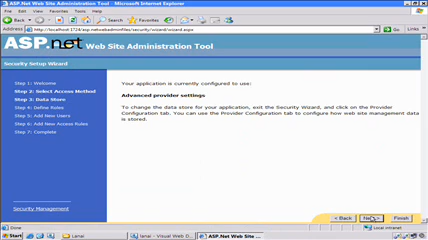 ASP.Net Web Site Administration Tool - Microsoft Internet Explorer
File Edit View Favorites Tools Help
Back
Address http://localhost:1724/asp.netwebadminfiles/security/wizard/wizard.aspx Go Links
ASP.net Web Site Administration Tool
Security Setup Wizard
Step 1: Welcome
Step 2: Select Access Method
Step 3: Data Store
Step 4: Define Roles
Step 5: Add New Users
Step 6: Add New Access Rules
Step 7: Complete
Security Management
Your application is currently configured to use:
Advanced provider settings
To change the data store for your application, exit the Security Wizard, and click on the Provider
Configuration tab. You can use the Provider Configuration tab to configure how web site management data
is stored.
< Back Next > Finish
Done Local intranet
Start Lanai lanai - Visual Web D... ASP.Net Web Site ...